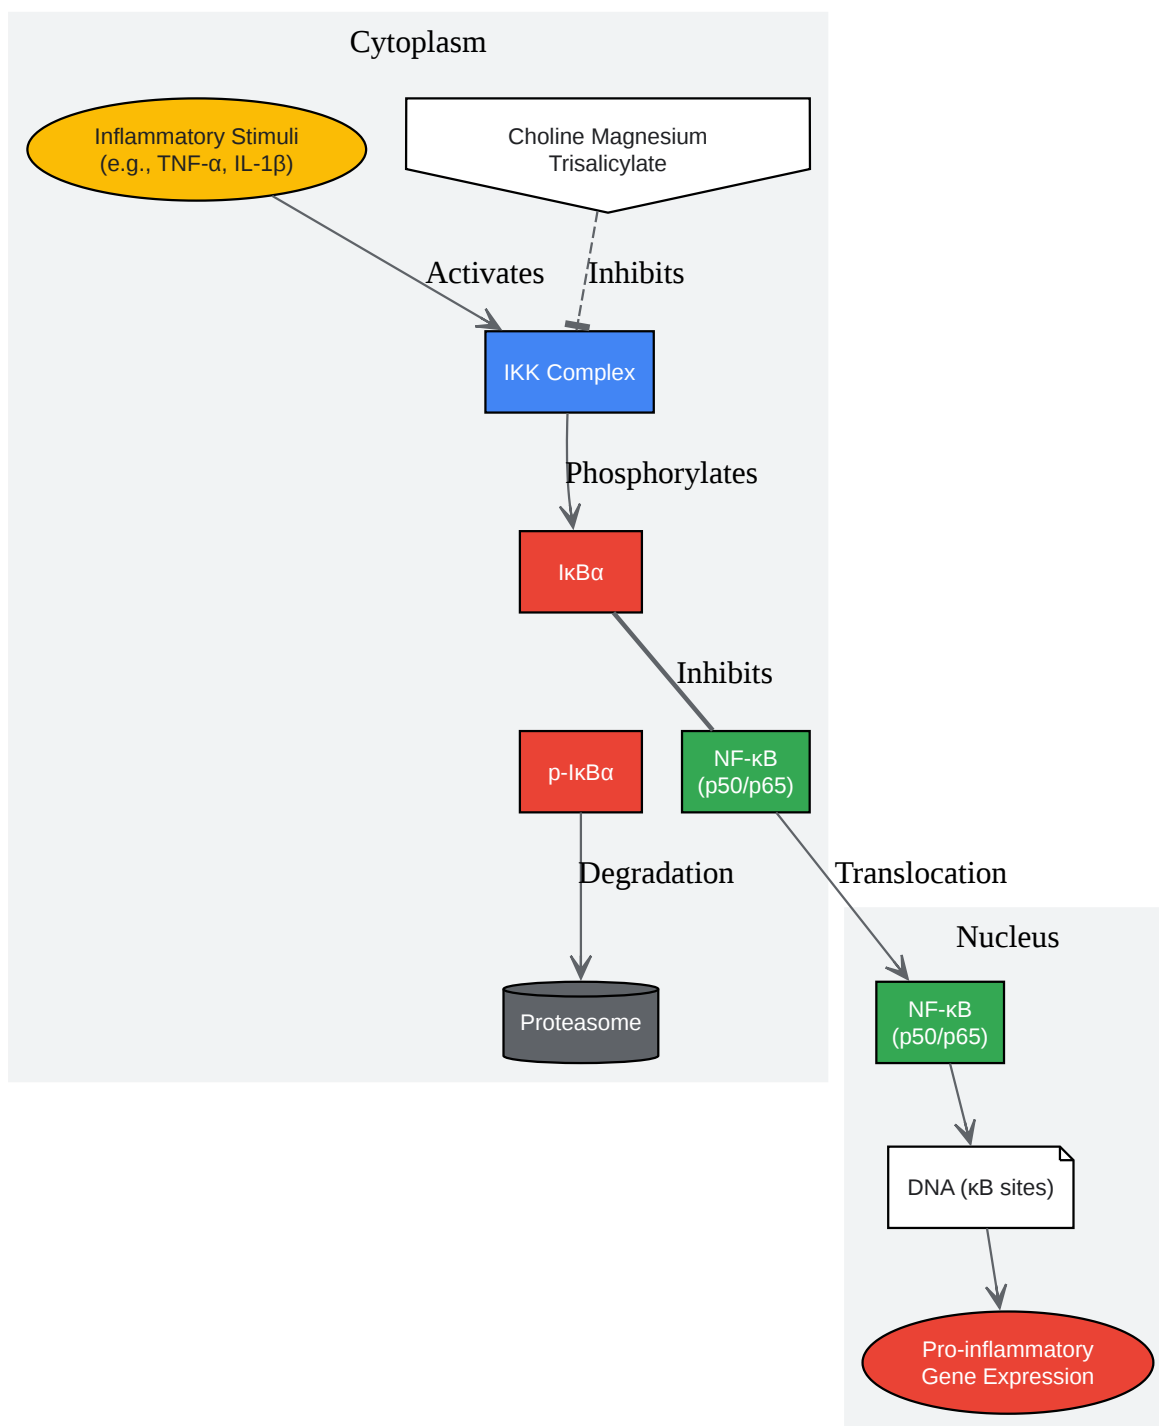 Cytoplasm
Inflammatory Stimuli
(e.g., TNF-α, IL-1β)
Choline Magnesium
Trisalicylate
Activates
Inhibits
IKK Complex
Phosphorylates
IκBα
Inhibits
p-IκBα
NF-κB
(p50/p65)
Degradation
Translocation
Nucleus
Proteasome
NF-κB
(p50/p65)
DNA (κB sites)
Pro-inflammatory
Gene Expression